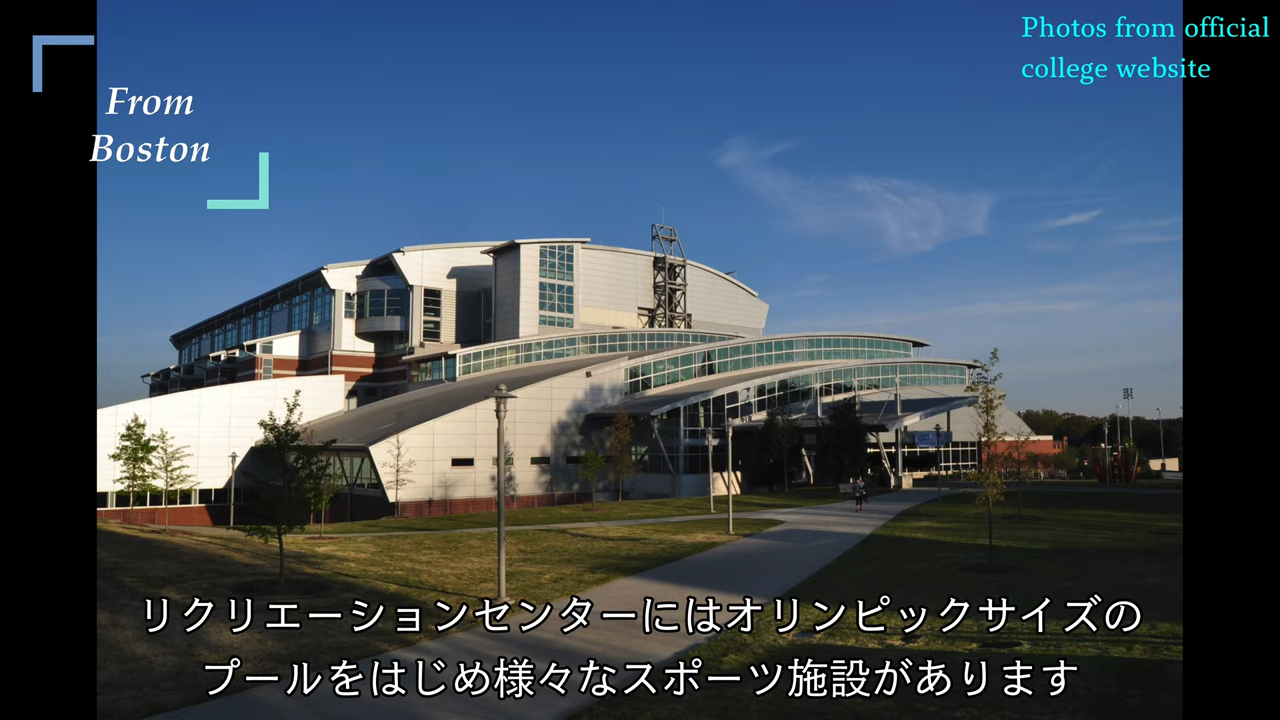 Photos from official
college website
From
Boston
リクリエーションセンターにはオリンピックサイズの
プールをはじめ様々なスポーツ施設があります